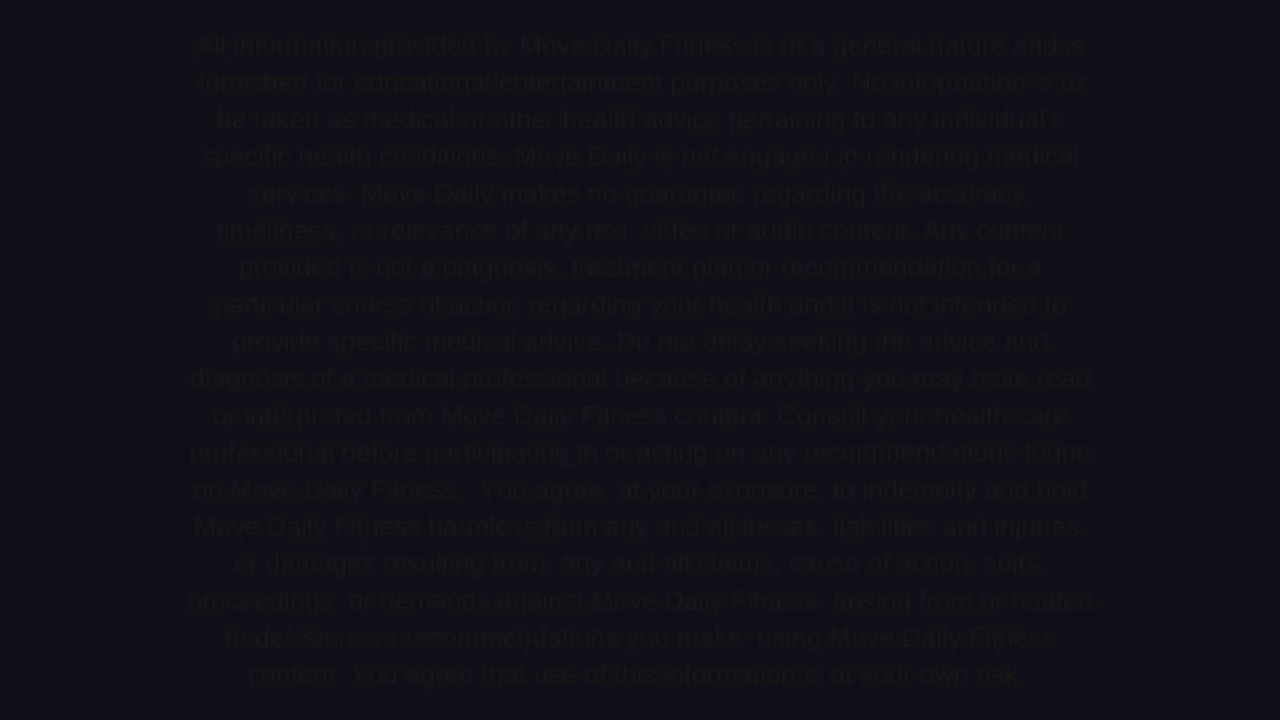 All information provided by Move Daily Fitness is of a general nature and is
furnished for educational/entertainment purposes only. No information is to
be taken as medical or other health advice pertaining to any individual's
specific health conditions. Move Daily is not engaged in rendering medical
services. Move Daily makes no guarantee regarding the accuracy,
timeliness, or relevance of any text, video or audio content. Any content
provided is not a diagnosis, treatment plan or recommendation for a
particular course of action regarding your health and it is not intended to
provide specific medical advice. Do not delay seeking the advice and
diagnosis of a medical professional because of anything you may have read
or interpreted from Move Daily Fitness content. Consult your health care
professional before participating in or acting on any recommendations found
on Move Daily Fitness. You agree, at your exposure, to indemnify and hold
Move Daily Fitness harmless from any and all losses, liabilities and injuries,
or damages resulting from, any and all claims, cause of action, suits,
proceedings, or demands against Move Daily Fitness, arising from or related
to decisions or recommendations you make using Move Daily Fitness
content. You agree that use of this information is at your own risk.